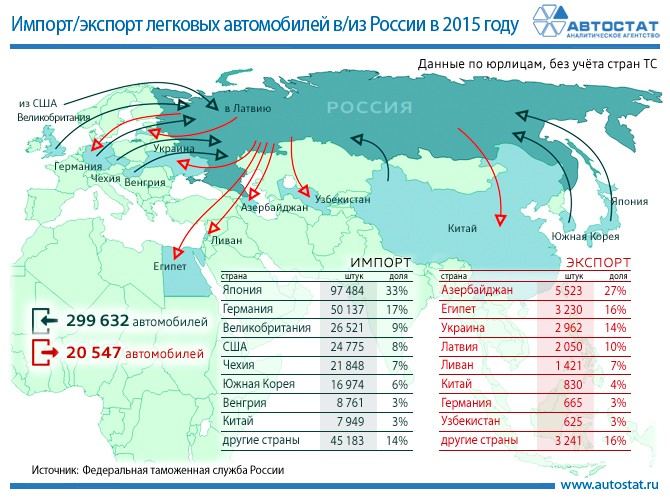 Импорт/экспорт легковых автомобилей в/из России в 2015 году
АВТОСТАТ
АНАЛИТИЧЕСКОЕ АГЕНТСТВО
Данные по юрлицам, без учёта стран ТС
из США
Великобритания
в Латвию
РОССИЯ
Украина
Германия
Чехия
Венгрия
Азербайджан
Узбекистан
Япония
Южная Корея
Китай
Ливан
Египет
299 632 автомобилей
20 547 автомобилей
ИМПОРТ
страна штук доля
Япония 97 484 33%
Германия 50 137 17%
Великобритания 26 521 9%
США 24 775 8%
Чехия 21 848 7%
Южная Корея 16 974 6%
Венгрия 8 761 3%
Китай 7 949 3%
другие страны 45 183 14%
ЭКСПОРТ
страна штук доля
Азербайджан 5 523 27%
Египет 3 230 16%
Украина 2 962 14%
Латвия 2 050 10%
Ливан 1 421 7%
Китай 830 4%
Германия 665 3%
Узбекистан 625 3%
другие страны 3 241 16%
Источник: Федеральная таможенная служба России
www.autostat.ru